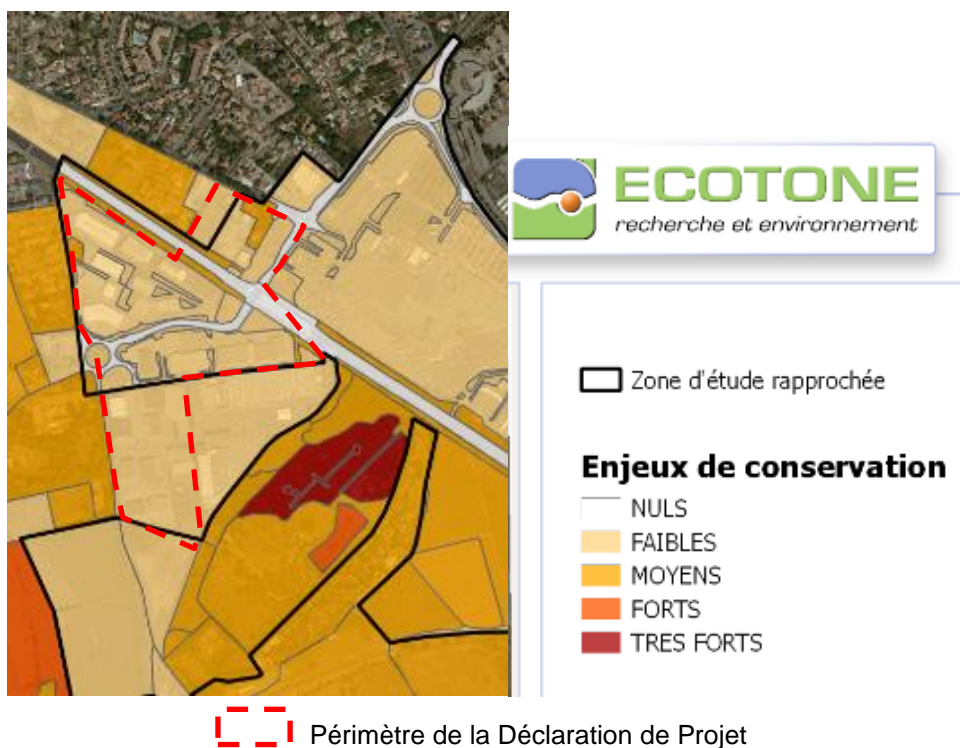 ECOTONE
recherche et environnement
Zone d'étude rapprochée
Enjeux de conservation
NULS
FAIBLES
MOYENS
FORTS
TRES FORTS
Périmètre de la Déclaration de Projet